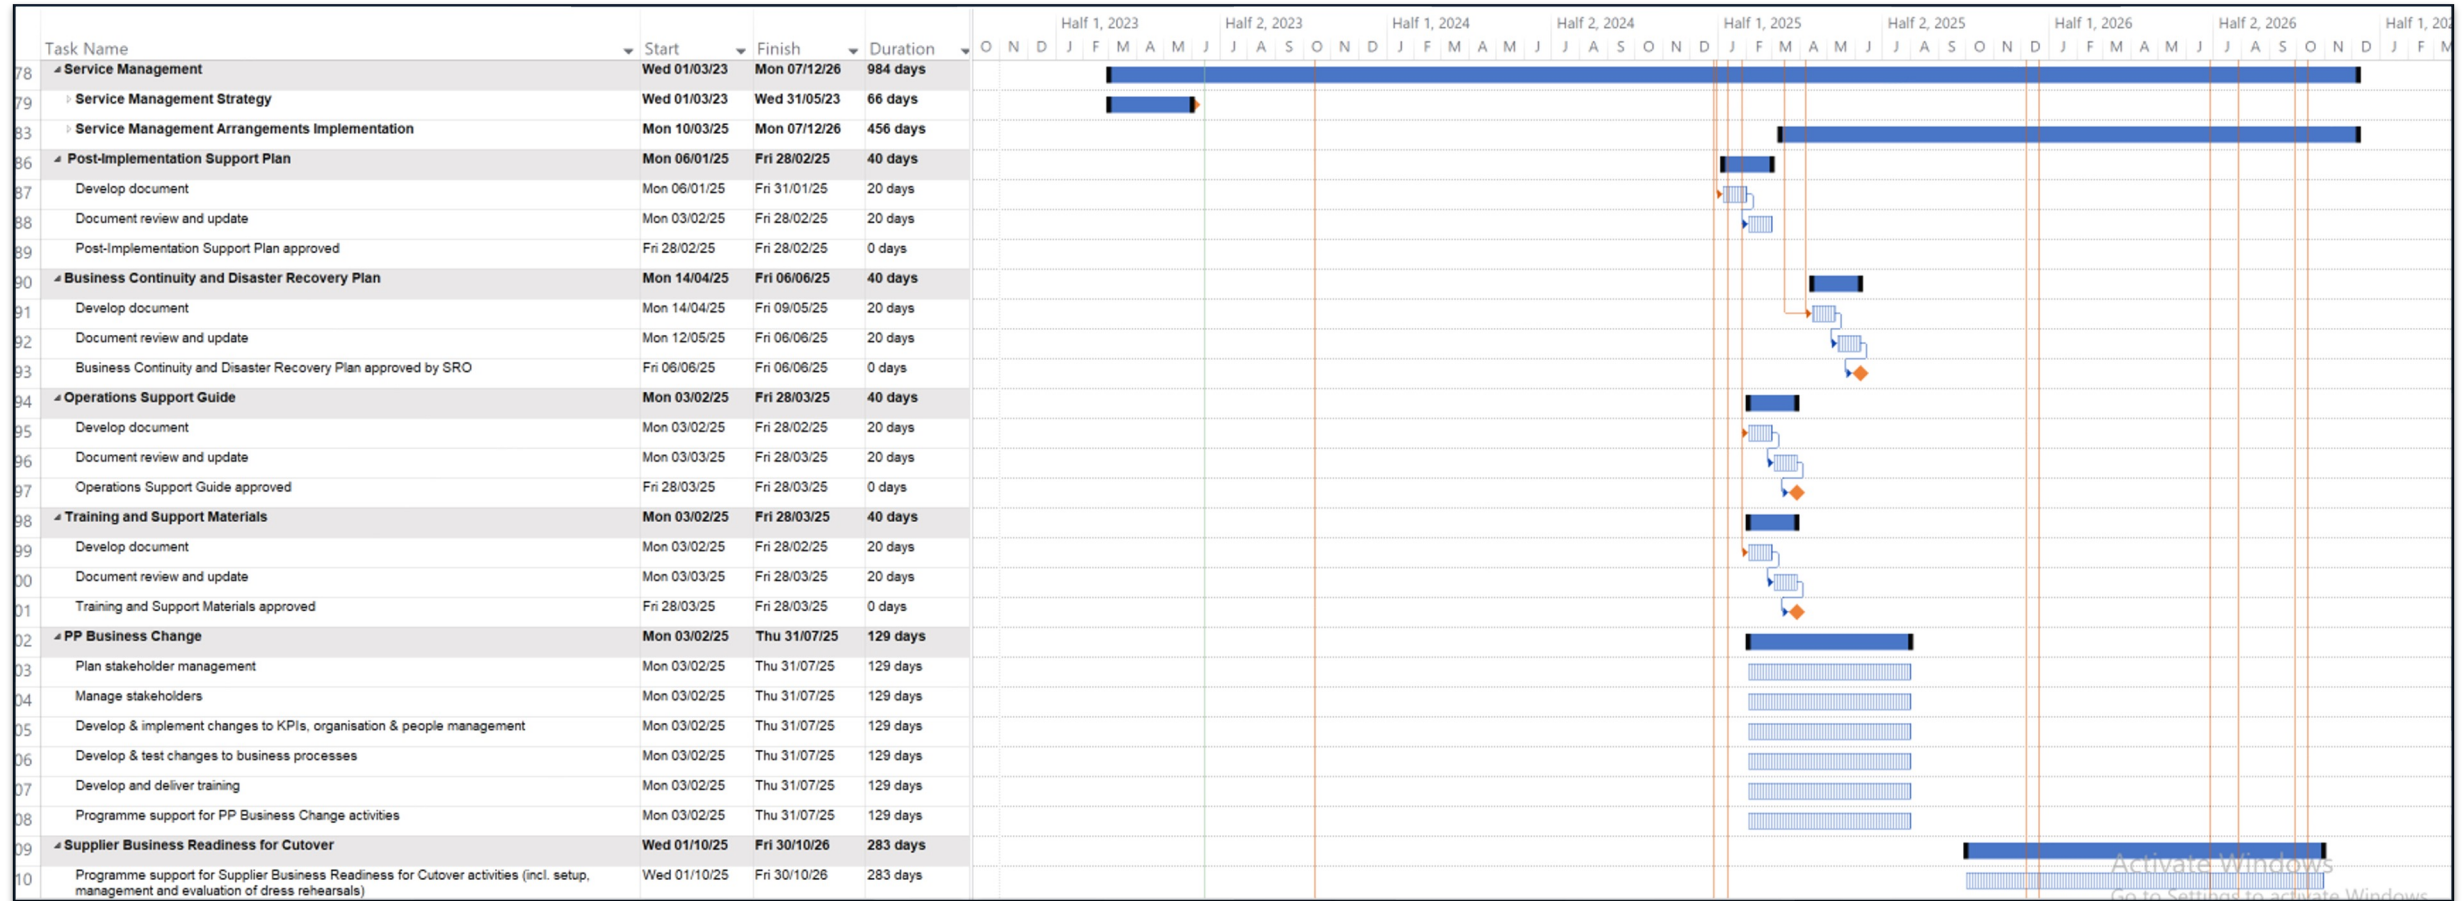 Half 1, 2023 Half 2, 2023 Half 1, 2024 Half 2, 2024 Half 1, 2025 Half 2, 2025 Half 1, 2026 Half 2, 2026 Half 1, 202
Task Name Start Finish Duration O N D J F M A M J J A S O N D J F M A M J J A S O N D J F M A M J J A S O N D J F M A M J J A S O N D J F M
78 Service Management Wed 01/03/23 Mon 07/12/26 984 days
79 Service Management Strategy Wed 01/03/23 Wed 31/05/23 66 days
83 Service Management Arrangements Implementation Mon 10/03/25 Mon 07/12/26 456 days
86 Post-Implementation Support Plan Mon 06/01/25 Fri 28/02/25 40 days
87 Develop document Mon 06/01/25 Fri 31/01/25 20 days
88 Document review and update Mon 03/02/25 Fri 28/02/25 20 days
89 Post-Implementation Support Plan approved Fri 28/02/25 Fri 28/02/25 0 days
90 Business Continuity and Disaster Recovery Plan Mon 14/04/25 Fri 06/06/25 40 days
91 Develop document Mon 14/04/25 Fri 09/05/25 20 days
92 Document review and update Mon 12/05/25 Fri 06/06/25 20 days
93 Business Continuity and Disaster Recovery Plan approved by SRO Fri 06/06/25 Fri 06/06/25 0 days
94 Operations Support Guide Mon 03/02/25 Fri 28/03/25 40 days
95 Develop document Mon 03/02/25 Fri 28/02/25 20 days
96 Document review and update Mon 03/03/25 Fri 28/03/25 20 days
97 Operations Support Guide approved Fri 28/03/25 Fri 28/03/25 0 days
98 Training and Support Materials Mon 03/02/25 Fri 28/03/25 40 days
99 Develop document Mon 03/02/25 Fri 28/02/25 20 days
00 Document review and update Mon 03/03/25 Fri 28/03/25 20 days
01 Training and Support Materials approved Fri 28/03/25 Fri 28/03/25 0 days
02 PP Business Change Mon 03/02/25 Thu 31/07/25 129 days
03 Plan stakeholder management Mon 03/02/25 Thu 31/07/25 129 days
04 Manage stakeholders Mon 03/02/25 Thu 31/07/25 129 days
05 Develop & implement changes to KPIs, organisation & people management Mon 03/02/25 Thu 31/07/25 129 days
06 Develop & test changes to business processes Mon 03/02/25 Thu 31/07/25 129 days
07 Develop and deliver training Mon 03/02/25 Thu 31/07/25 129 days
08 Programme support for PP Business Change activities Mon 03/02/25 Thu 31/07/25 129 days
09 Supplier Business Readiness for Cutover Wed 01/10/25 Fri 30/10/26 283 days
Activate Windows
10 Programme support for Supplier Business Readiness for Cutover activities (incl. setup, Wed 01/10/25 Fri 30/10/26 283 days
management and evaluation of dress rehearsals)
Go to Settings to activate Windows.